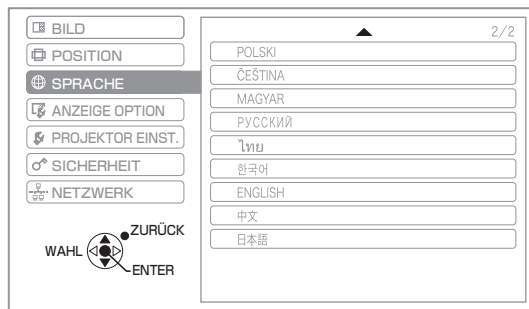 BILD
POSITION
SPRACHE
ANZEIGE OPTION
PROJEKTOR EINST.
SICHERHEIT
NETZWERK
ZURÜCK
WAHL
ENTER
2/2
POLSKI
ČEŠTINA
MAGYAR
РУССКИЙ
ไทย
한국어
ENGLISH
中文
日本語